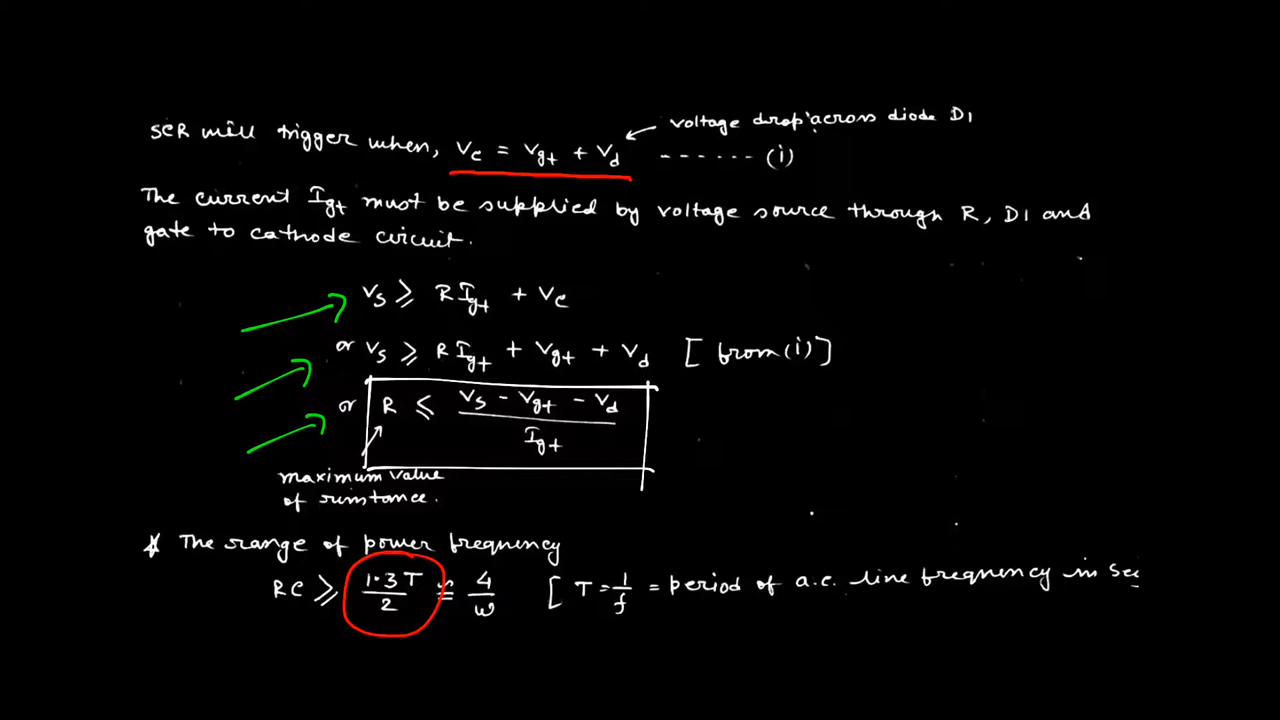 SCR will trigger when, Vc = Vgt + Vd ------- (i)
voltage drop across diode D1
The current Igt must be supplied by voltage source through R, D1 and
gate to cathode circuit.
Vs ⩾ R Igt + Vc
or Vs ⩾ R Igt + Vgt + Vd [from (i)]
or R ⩽ (Vs - Vgt - Vd) / Igt
maximum value
of rusistance.
* The range of power frequency
RC ⩾ 1.3T/2 ≃ 4/ω [T = 1/f = period of a.c. line frequency in sec